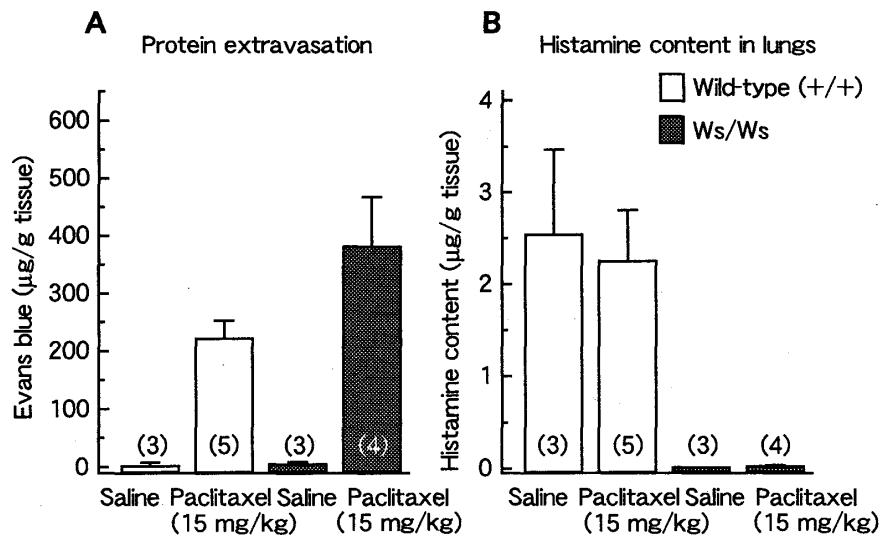 A
Protein extravasation
Evans blue (µg/g tissue)
600
500
400
300
200
100
0
(3)
(5)
(3)
(4)
Saline Paclitaxel Saline Paclitaxel
(15 mg/kg) (15 mg/kg)
B
Histamine content in lungs
Wild-type (+/+)
Ws/Ws
Histamine content (µg/g tissue)
4
3
2
1
0
(3)
(5)
(3)
(4)
Saline Paclitaxel Saline Paclitaxel
(15 mg/kg) (15 mg/kg)